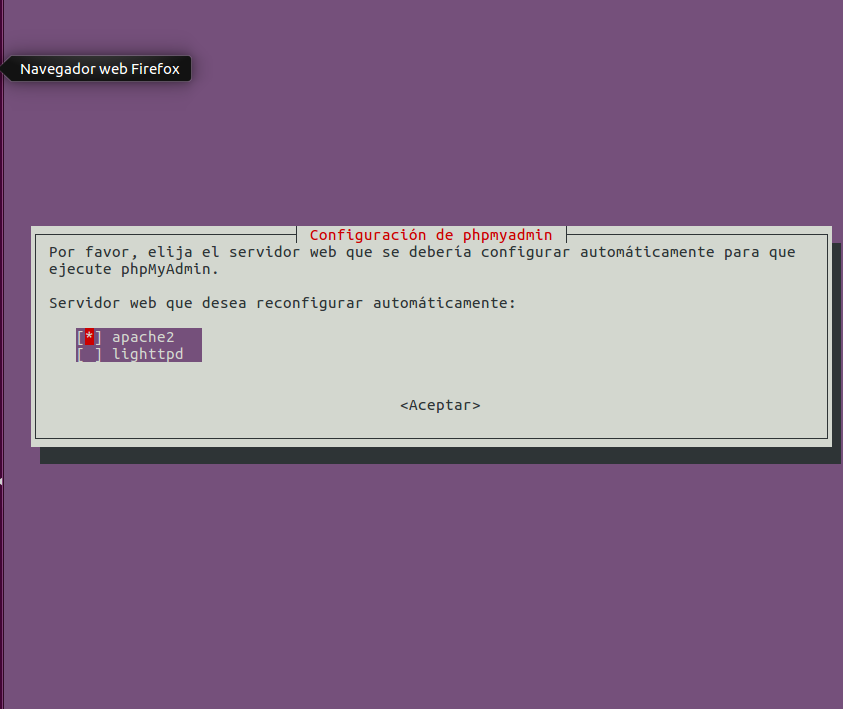 Navegador web Firefox
Configuración de phpmyadmin
Por favor, elija el servidor web que se debería configurar automáticamente para que
ejecute phpMyAdmin.
Servidor web que desea reconfigurar automáticamente:
[*] apache2
[ ] lighttpd
<Aceptar>